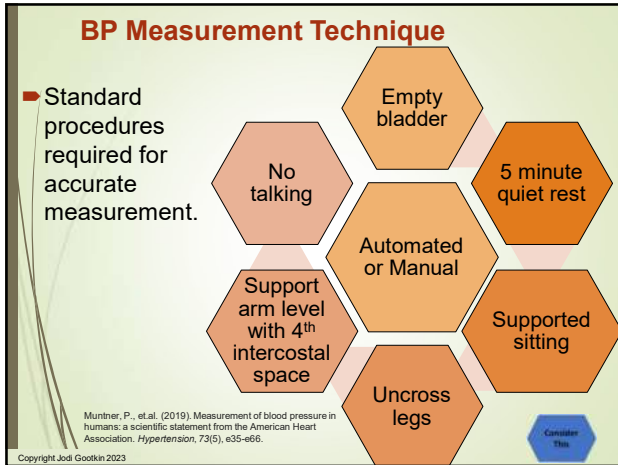 BP Measurement Technique
Standard
procedures
required for
accurate
measurement.
Empty
bladder
5 minute
quiet rest
Supported
sitting
Uncross
legs
Support
arm level
with 4th
intercostal
space
No
talking
Automated
or Manual
Muntner, P., et.al. (2019). Measurement of blood pressure in
humans: a scientific statement from the American Heart
Association. Hypertension, 73(5), e35-e66.
Consider
This
Copyright Jodi Gootkin 2023